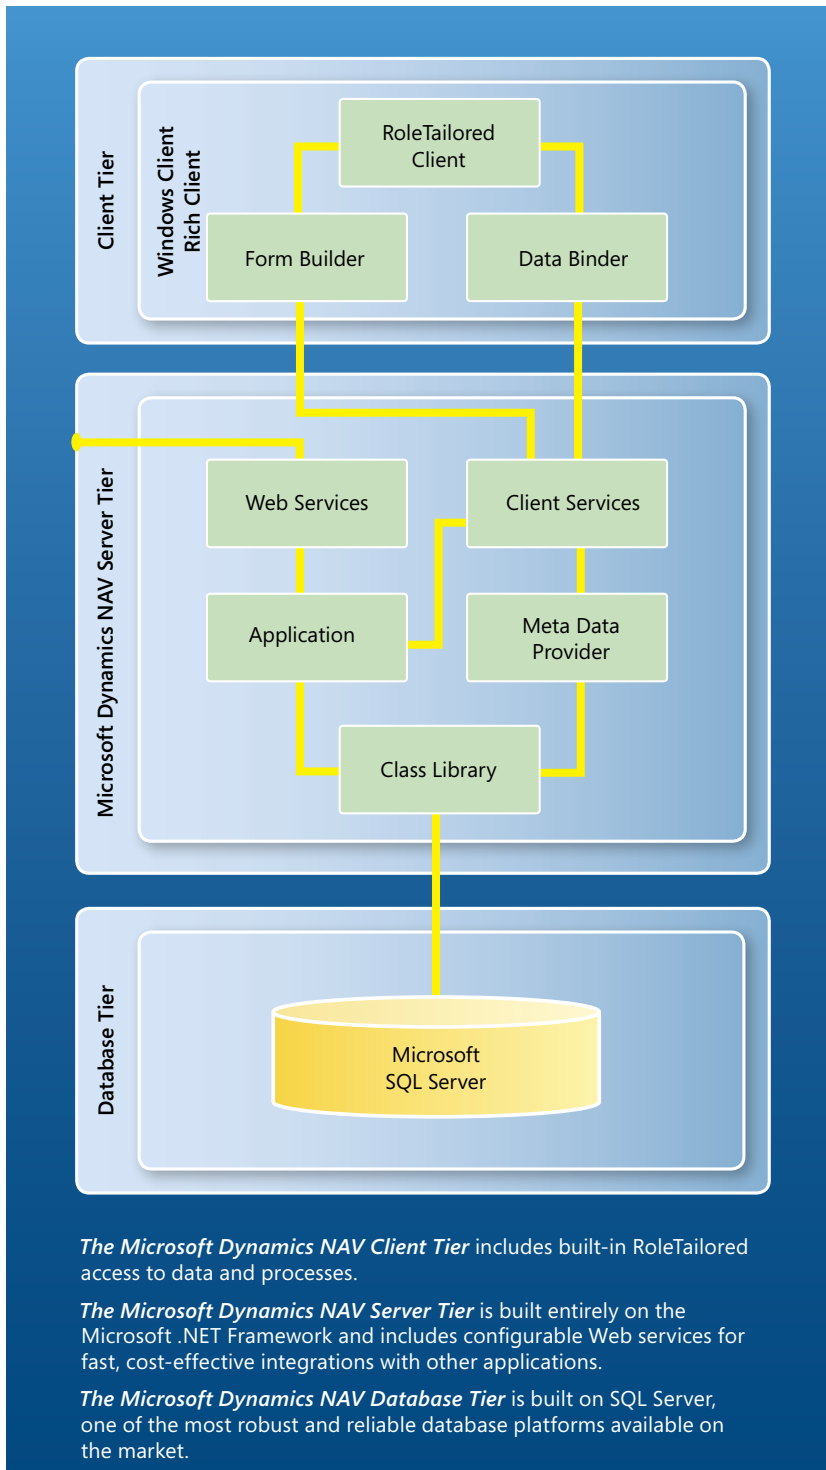 Client Tier
Windows Client
Rich Client
RoleTailored
Client
Form Builder
Data Binder
Microsoft Dynamics NAV Server Tier
Web Services
Client Services
Application
Meta Data
Provider
Class Library
Database Tier
Microsoft
SQL Server
The Microsoft Dynamics NAV Client Tier includes built-in RoleTailored
access to data and processes.
The Microsoft Dynamics NAV Server Tier is built entirely on the
Microsoft .NET Framework and includes configurable Web services for
fast, cost-effective integrations with other applications.
The Microsoft Dynamics NAV Database Tier is built on SQL Server,
one of the most robust and reliable database platforms available on
the market.